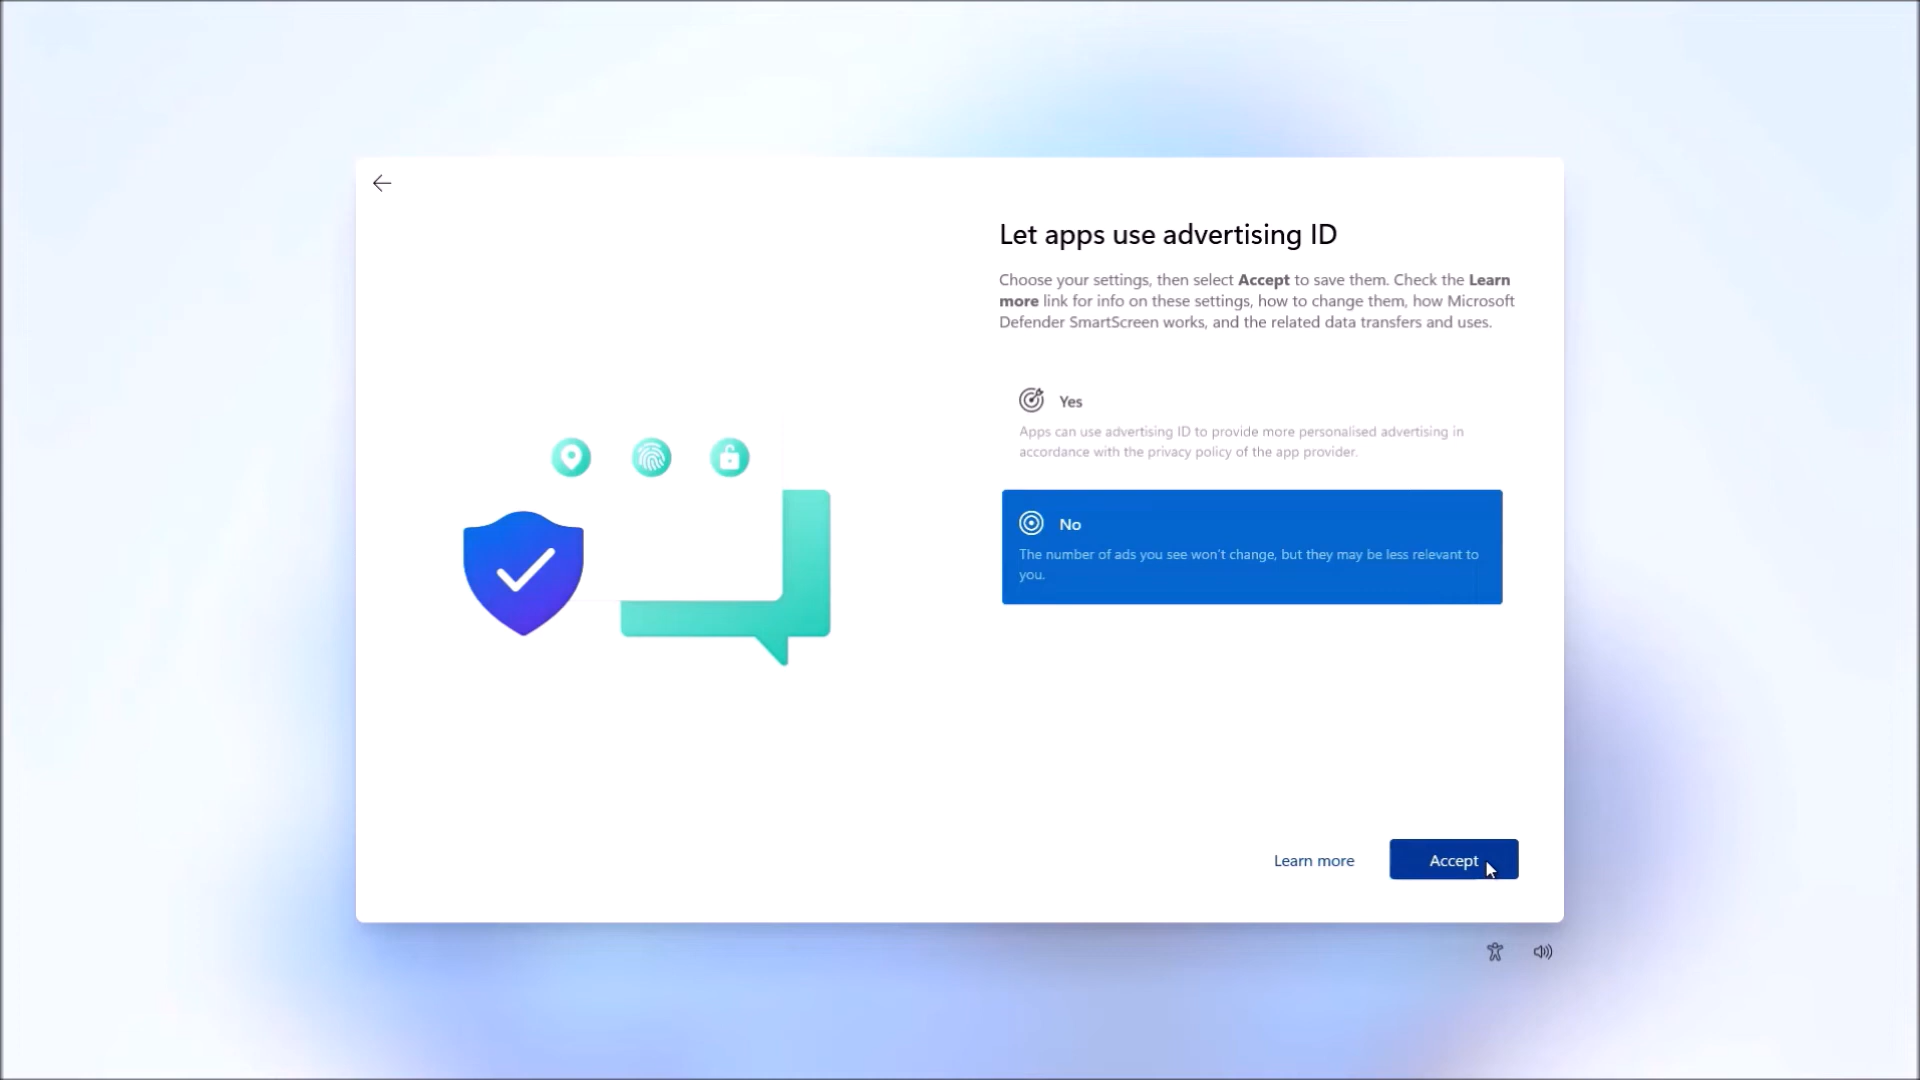 Let apps use advertising ID
Choose your settings, then select Accept to save them. Check the Learn
more link for info on these settings, how to change them, how Microsoft
Defender SmartScreen works, and the related data transfers and uses.
Yes
Apps can use advertising ID to provide more personalised advertising in
accordance with the privacy policy of the app provider.
No
The number of ads you see won't change, but they may be less relevant to
you.
Learn more
Accept